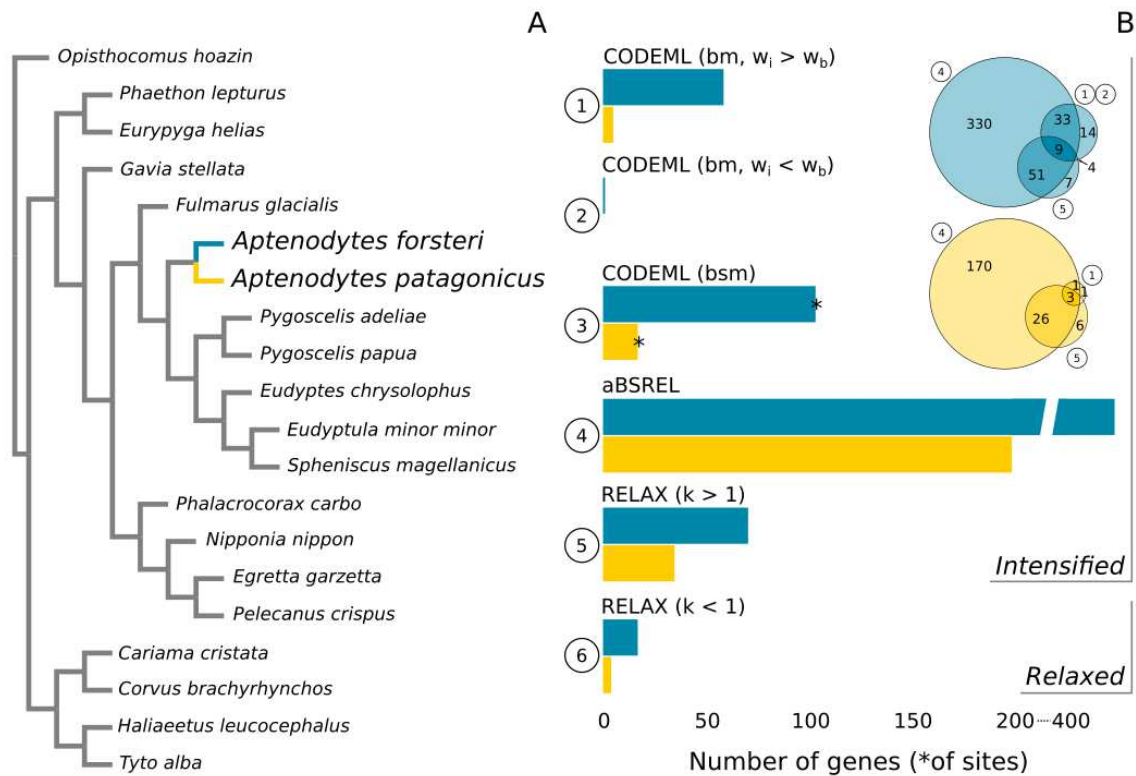 A
B
Opisthocomus hoazin
Phaethon lepturus
Eurypyga helias
Gavia stellata
Fulmarus glacialis
Aptenodytes forsteri
Aptenodytes patagonicus
Pygoscelis adeliae
Pygoscelis papua
Eudyptes chrysolophus
Eudyptula minor minor
Spheniscus magellanicus
Phalacrocorax carbo
Nipponia nippon
Egretta garzetta
Pelecanus crispus
Cariama cristata
Corvus brachyrhynchos
Haliaeetus leucocephalus
Tyto alba
CODEML (bm, wi > wb)
1
CODEML (bm, wi < wb)
2
CODEML (bsm)
3
*
*
aBSREL
4
RELAX (k > 1)
5
RELAX (k < 1)
6
0 50 100 150 200 ···· 400
Number of genes (*of sites)
4
1 2
330
33
14
9
4
51
7
5
4
170
1
1
1
3
26
6
5
Intensified
Relaxed